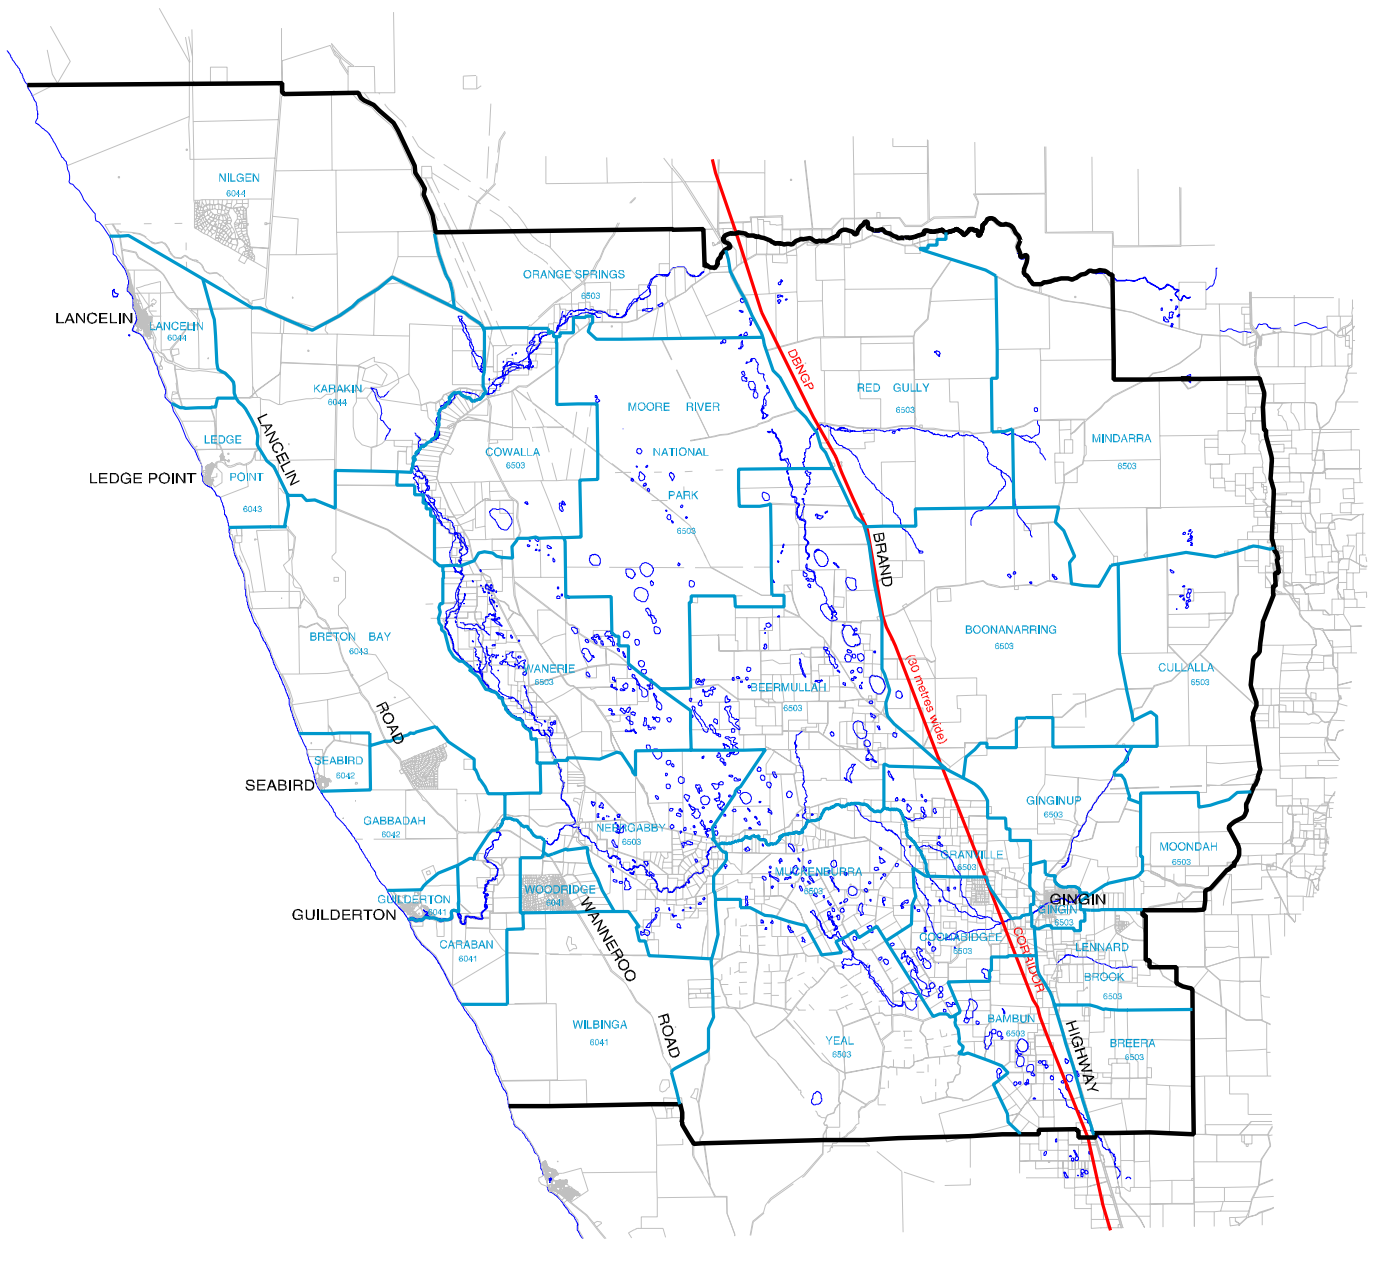 NILGEN
6044
ORANGE SPRINGS
6503
LANCELIN
LANCELIN
6044
KARAKIN
6044
DBNGP
RED GULLY
6503
MOORE RIVER
NATIONAL
PARK
6503
LEDGE
POINT
6043
LANCELIN
LEDGE POINT
COWALLA
6503
MINDARRA
6503
BRAND
BRETON BAY
6043
BOONANARRING
6503
WANERIE
6503
BEERMULLAH
6503
(30 metres wide)
CULLALLA
6503
ROAD
SEABIRD
6042
SEABIRD
GABBADAH
6042
NEERGABBY
6503
GINGINUP
6503
MOONDAH
6503
GRANVILLE
6503
MUCKENBURRA
6503
WOODRIDGE
6041
GUILDERTON
6041
GUILDERTON
GINGIN
GINGIN
6503
WANNEROO
CARABAN
6041
COONABIDGEE
6503
CORRIDOR
LENNARD
BROOK
6503
WILBINGA
6041
ROAD
YEAL
6503
BAMBUN
6503
HIGHWAY
BREERA
6503